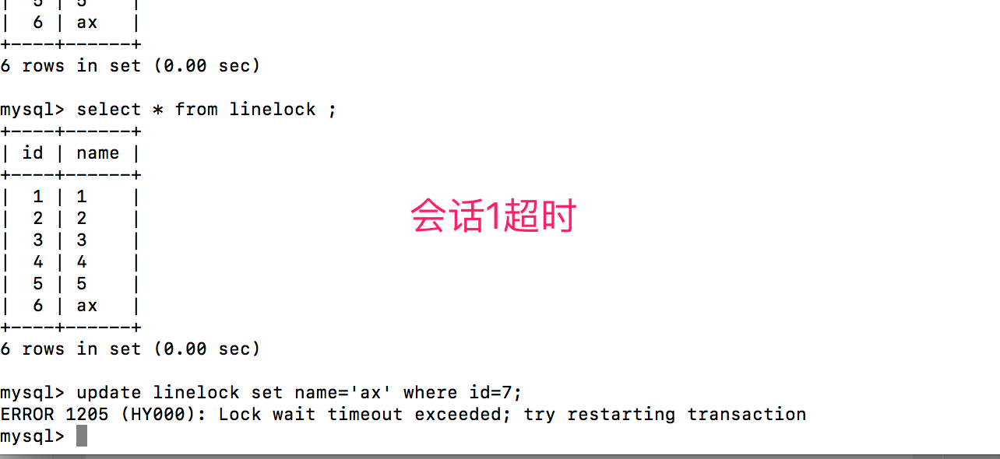 |  5 | 5    |
|  6 | ax   |
+----+------+
6 rows in set (0.00 sec)
mysql> select * from linelock ;
+----+------+
| id | name |
+----+------+
|  1 | 1    |
|  2 | 2    |
会话1超时
|  3 | 3    |
|  4 | 4    |
|  5 | 5    |
|  6 | ax   |
+----+------+
6 rows in set (0.00 sec)
mysql> update linelock set name='ax' where id=7;
ERROR 1205 (HY000): Lock wait timeout exceeded; try restarting transaction
mysql>